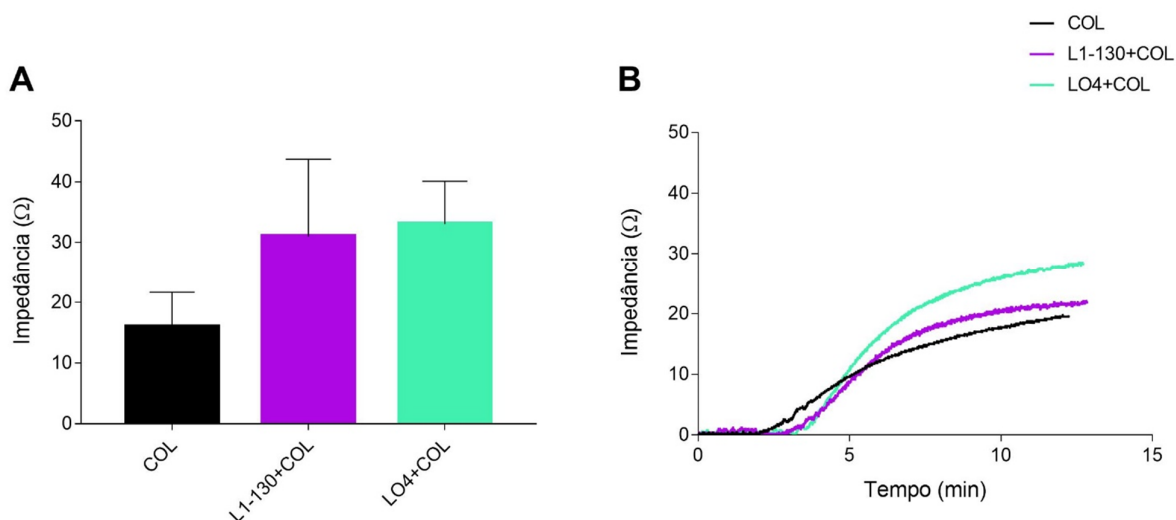 A
Impedância (Ω)
50
40
30
20
10
0
COL
L1-130+COL
LO4+COL
B
COL
L1-130+COL
LO4+COL
Impedância (Ω)
50
40
30
20
10
0
0 5 10 15
Tempo (min)